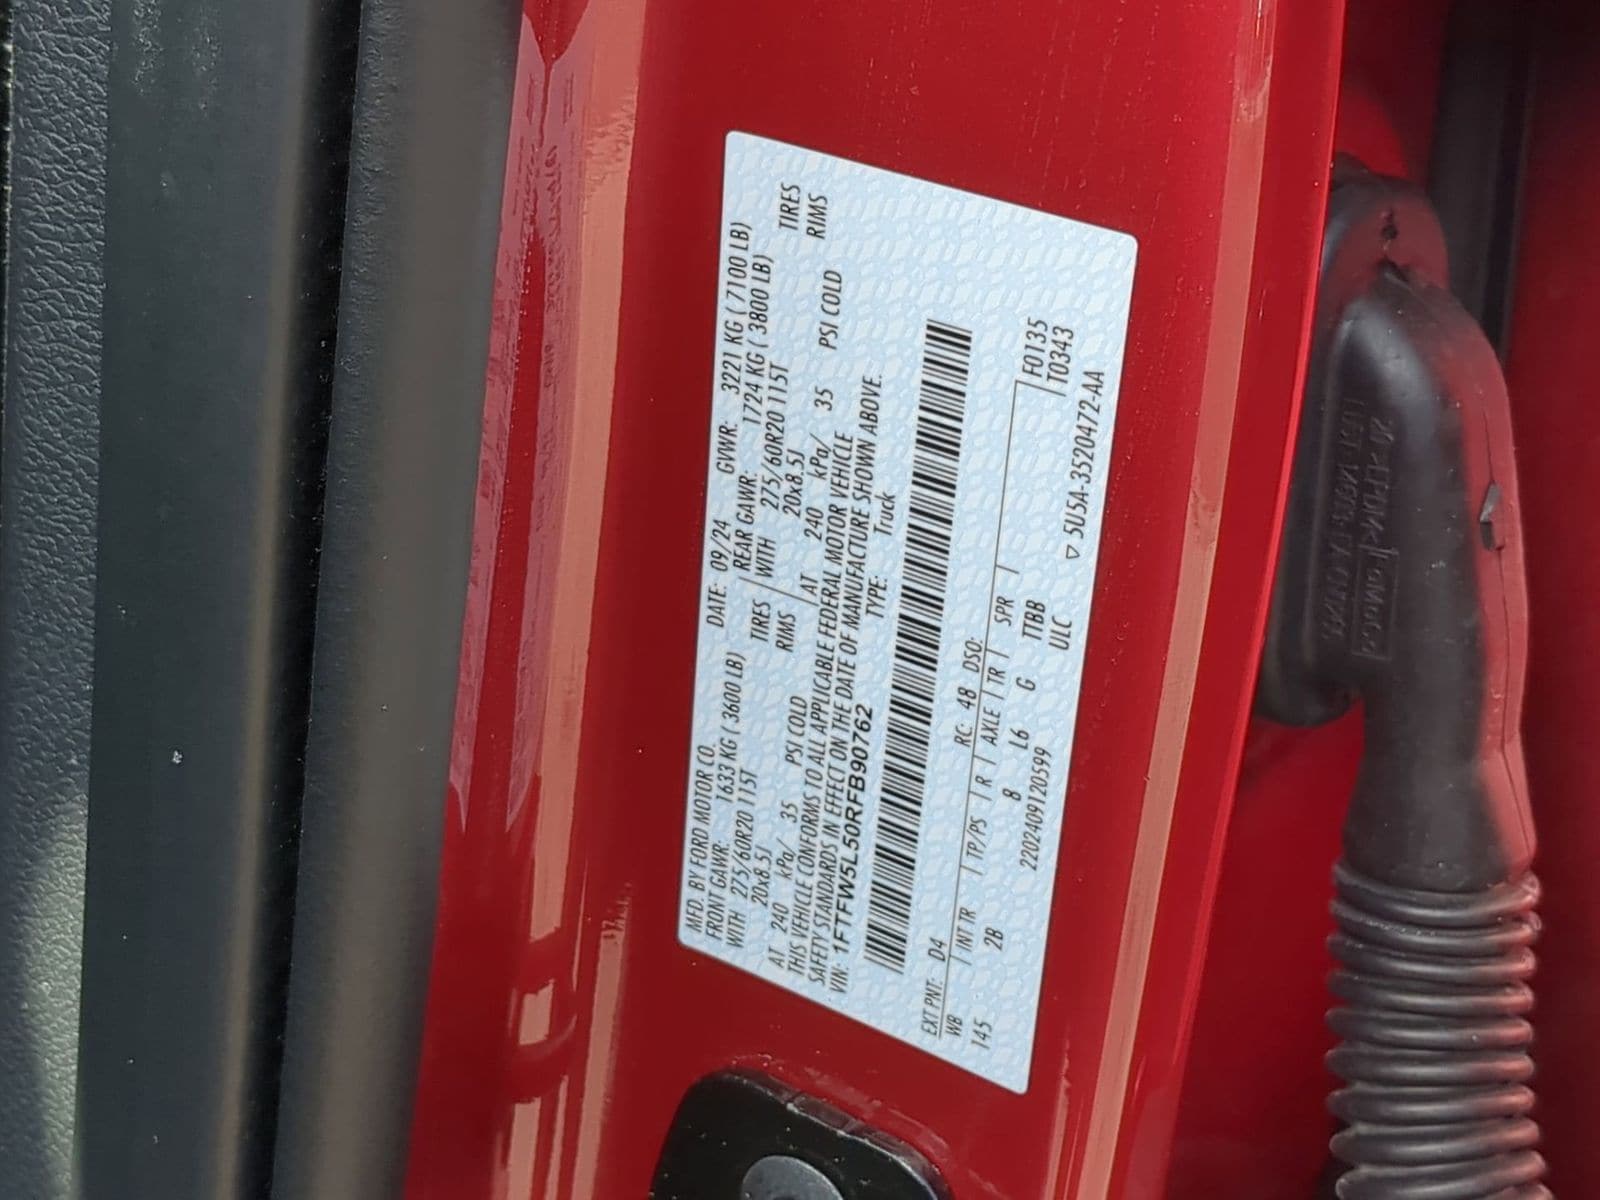 MFD. BY FORD MOTOR CO. DATE: 09/24 GVWR: 3221 KG ( 7100 LB)
FRONT GAWR: 1633 KG ( 3600 LB) REAR GAWR: 1724 KG ( 3800 LB)
WITH 275/60R20 115T TIRES WITH 275/60R20 115T TIRES
20x8.5J RIMS 20x8.5J RIMS
AT 240 kPa/ 35 PSI COLD AT 240 kPa/ 35 PSI COLD
THIS VEHICLE CONFORMS TO ALL APPLICABLE FEDERAL MOTOR VEHICLE
SAFETY STANDARDS IN EFFECT ON THE DATE OF MANUFACTURE SHOWN ABOVE.
VIN: 1FTFW5L50RFB90762 TYPE: Truck
EXT PNT: D4 RC: 48 DSO:
WB | INT TR | TP/PS | R | AXLE | TR | SPR | F0135
145 2B 8 L6 G TTBB T0343
2202409120599 ULC ▽ 5U5A-3520472-AA